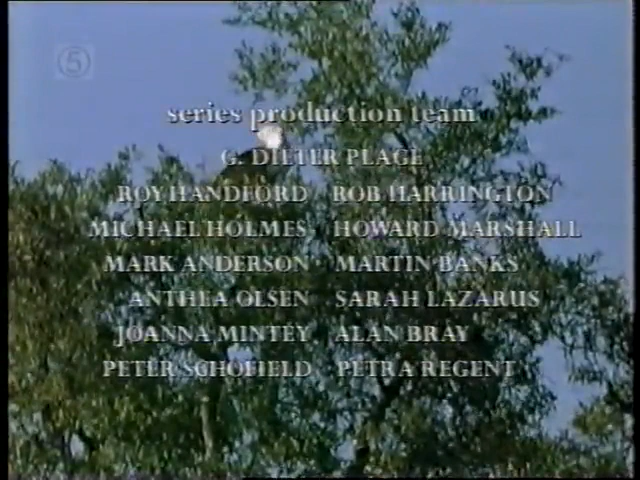 5
series production team
G. DIETER PLAGE
ROY HANDFORD ROB HARRINGTON
MICHAEL HOLMES HOWARD MARSHALL
MARK ANDERSON MARTIN BANKS
ANTHEA OLSEN SARAH LAZARUS
JOANNA MINTEY ALAN BRAY
PETER SCHOFIELD PETRA REGENT